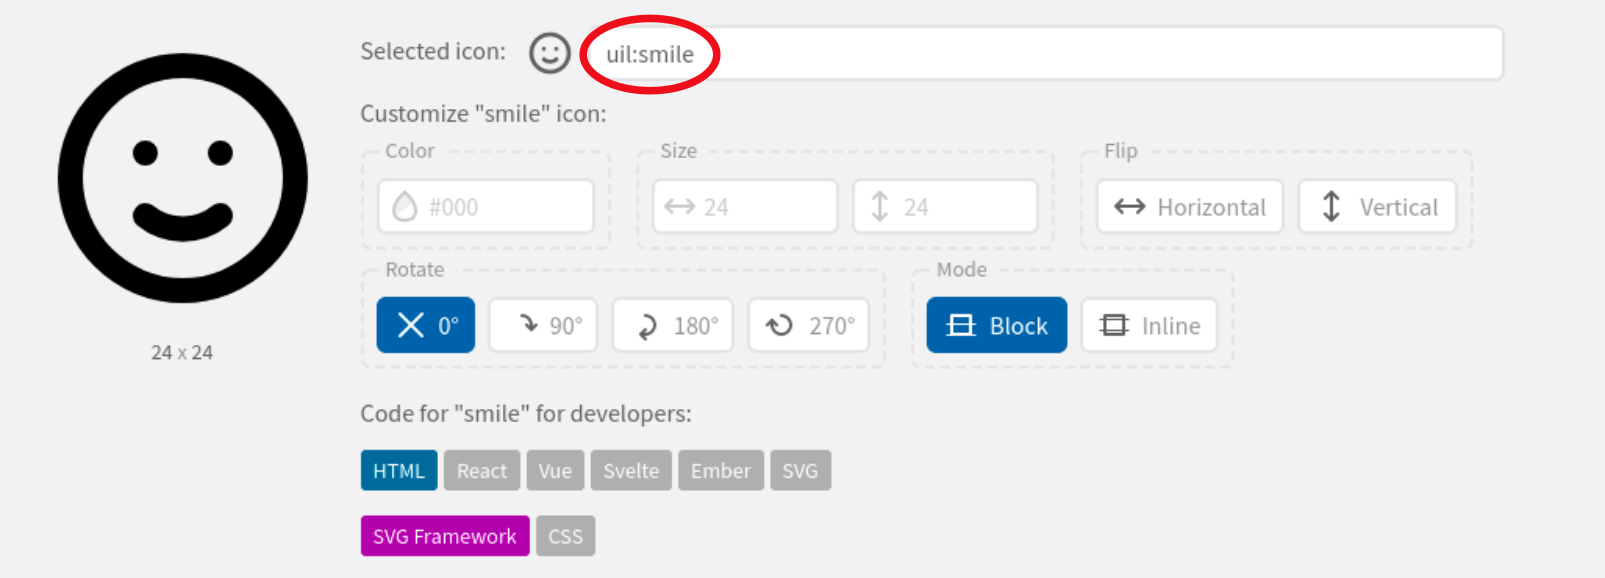 Selected icon: uil:smile
Customize "smile" icon:
Color Size Flip
#000 24 24 Horizontal Vertical
Rotate Mode
0° 90° 180° 270° Block Inline
24 x 24
Code for "smile" for developers:
HTML React Vue Svelte Ember SVG
SVG Framework CSS